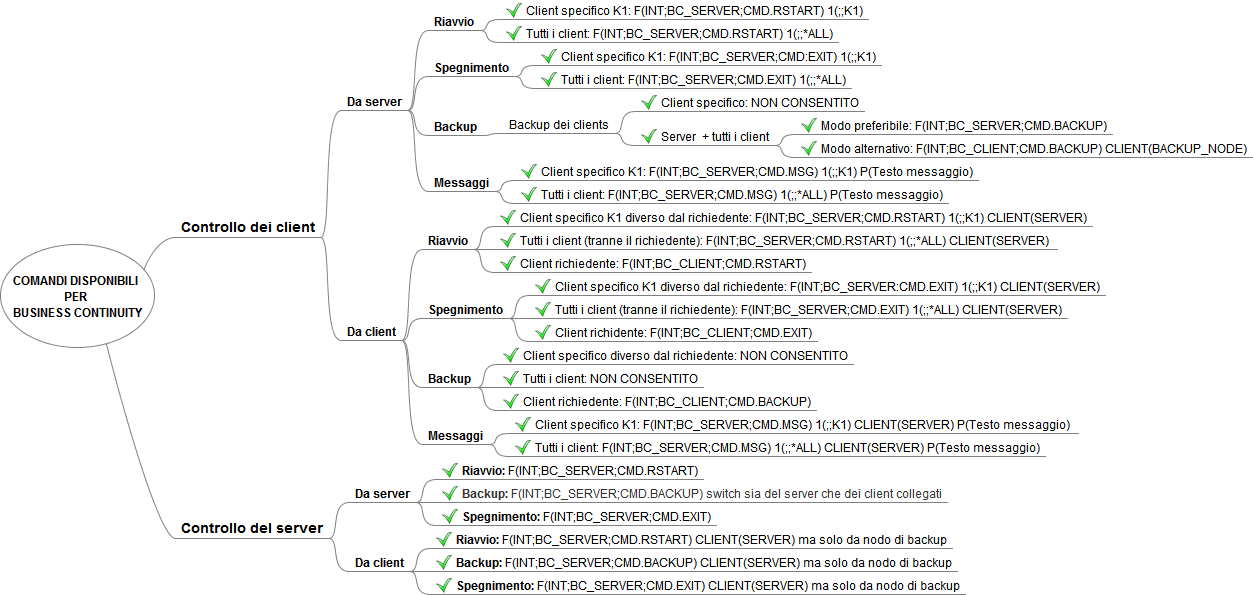 COMANDI DISPONIBILI
PER
BUSINESS CONTINUITY
Controllo dei client
Da server
Riavvio
Client specifico K1: F(INT;BC_SERVER;CMD.RSTART) 1(;;K1)
Tutti i client: F(INT;BC_SERVER;CMD.RSTART) 1(;;*ALL)
Spegnimento
Client specifico K1: F(INT;BC_SERVER;CMD:EXIT) 1(;;K1)
Tutti i client: F(INT;BC_SERVER;CMD.EXIT) 1(;;*ALL)
Backup
Backup dei clients
Client specifico: NON CONSENTITO
Server + tutti i client
Modo preferibile: F(INT;BC_SERVER;CMD.BACKUP)
Modo alternativo: F(INT;BC_CLIENT;CMD.BACKUP) CLIENT(BACKUP_NODE)
Messaggi
Client specifico K1: F(INT;BC_SERVER;CMD.MSG) 1(;;K1) P(Testo messaggio)
Tutti i client: F(INT;BC_SERVER;CMD.MSG) 1(;;*ALL) P(Testo messaggio)
Da client
Riavvio
Client specifico K1 diverso dal richiedente: F(INT;BC_SERVER;CMD.RSTART) 1(;;K1) CLIENT(SERVER)
Tutti i client (tranne il richiedente): F(INT;BC_SERVER;CMD.RSTART) 1(;;*ALL) CLIENT(SERVER)
Client richiedente: F(INT;BC_CLIENT;CMD.RSTART)
Spegnimento
Client specifico K1 diverso dal richiedente: F(INT;BC_SERVER:CMD.EXIT) 1(;;K1) CLIENT(SERVER)
Tutti i client (tranne il richiedente): F(INT;BC_SERVER;CMD.EXIT) 1(;;*ALL) CLIENT(SERVER)
Client richidente: F(INT;BC_CLIENT;CMD.EXIT)
Backup
Client specifico diverso dal richiedente: NON CONSENTITO
Tutti i client: NON CONSENTITO
Client richiedente: F(INT;BC_CLIENT;CMD.BACKUP)
Messaggi
Client specifico K1: F(INT;BC_SERVER;CMD.MSG) 1(;;K1) CLIENT(SERVER) P(Testo messaggio)
Tutti i client: F(INT;BC_SERVER;CMD.MSG) 1(;;*ALL) CLIENT(SERVER) P(Testo messaggio)
Controllo del server
Da server
Riavvio: F(INT;BC_SERVER;CMD.RSTART)
Backup: F(INT;BC_SERVER;CMD.BACKUP) switch sia del server che dei client collegati
Spegnimento: F(INT;BC_SERVER;CMD.EXIT)
Da client
Riavvio: F(INT;BC_SERVER;CMD.RSTART) CLIENT(SERVER) ma solo da nodo di backup
Backup: F(INT;BC_SERVER;CMD.BACKUP) CLIENT(SERVER) ma solo da nodo di backup
Spegnimento: F(INT;BC_SERVER;CMD.EXIT) CLIENT(SERVER) ma solo da nodo di backup